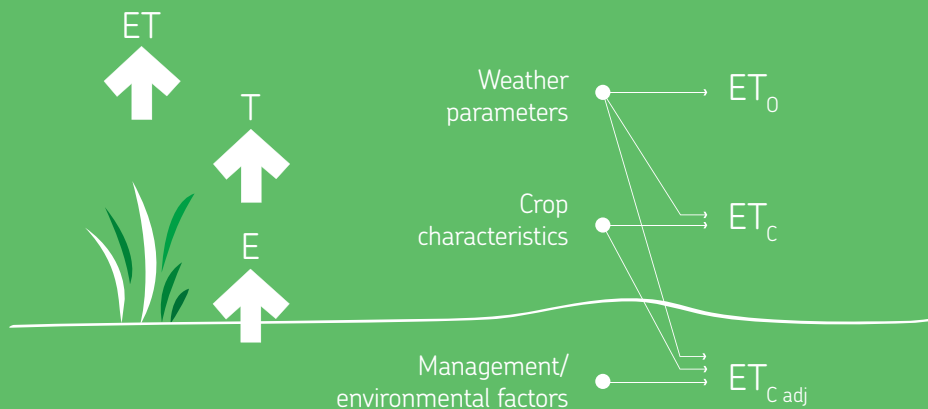 ET
T
E
Weather
parameters
ET0
Crop
characteristics
ETC
Management/
environmental factors
ETC adj